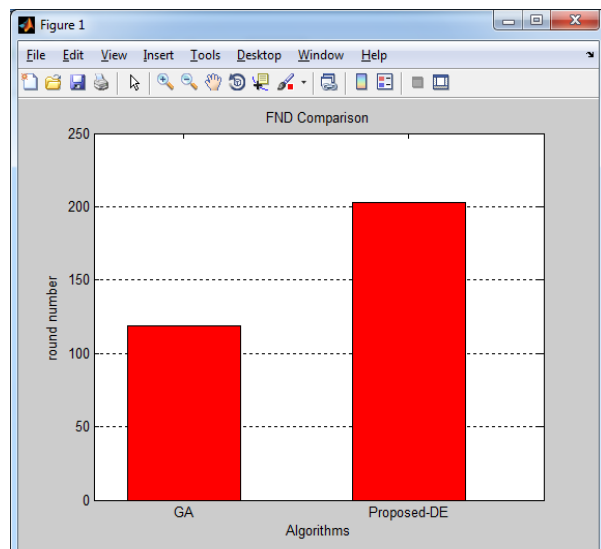 Figure 1
File Edit View Insert Tools Desktop Window Help
FND Comparison
250
200
150
100
50
0
round number
GA Proposed-DE
Algorithms